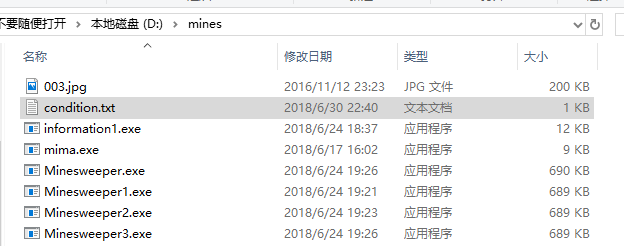 不要随便打开 > 本地磁盘 (D:) > mines
名称 修改日期 类型 大小
003.jpg 2016/11/12 23:23 JPG 文件 200 KB
condition.txt 2018/6/30 22:40 文本文档 1 KB
information1.exe 2018/6/24 18:37 应用程序 12 KB
mima.exe 2018/6/17 16:02 应用程序 9 KB
Minesweeper.exe 2018/6/24 19:26 应用程序 690 KB
Minesweeper1.exe 2018/6/24 19:21 应用程序 689 KB
Minesweeper2.exe 2018/6/24 19:23 应用程序 689 KB
Minesweeper3.exe 2018/6/24 19:26 应用程序 689 KB